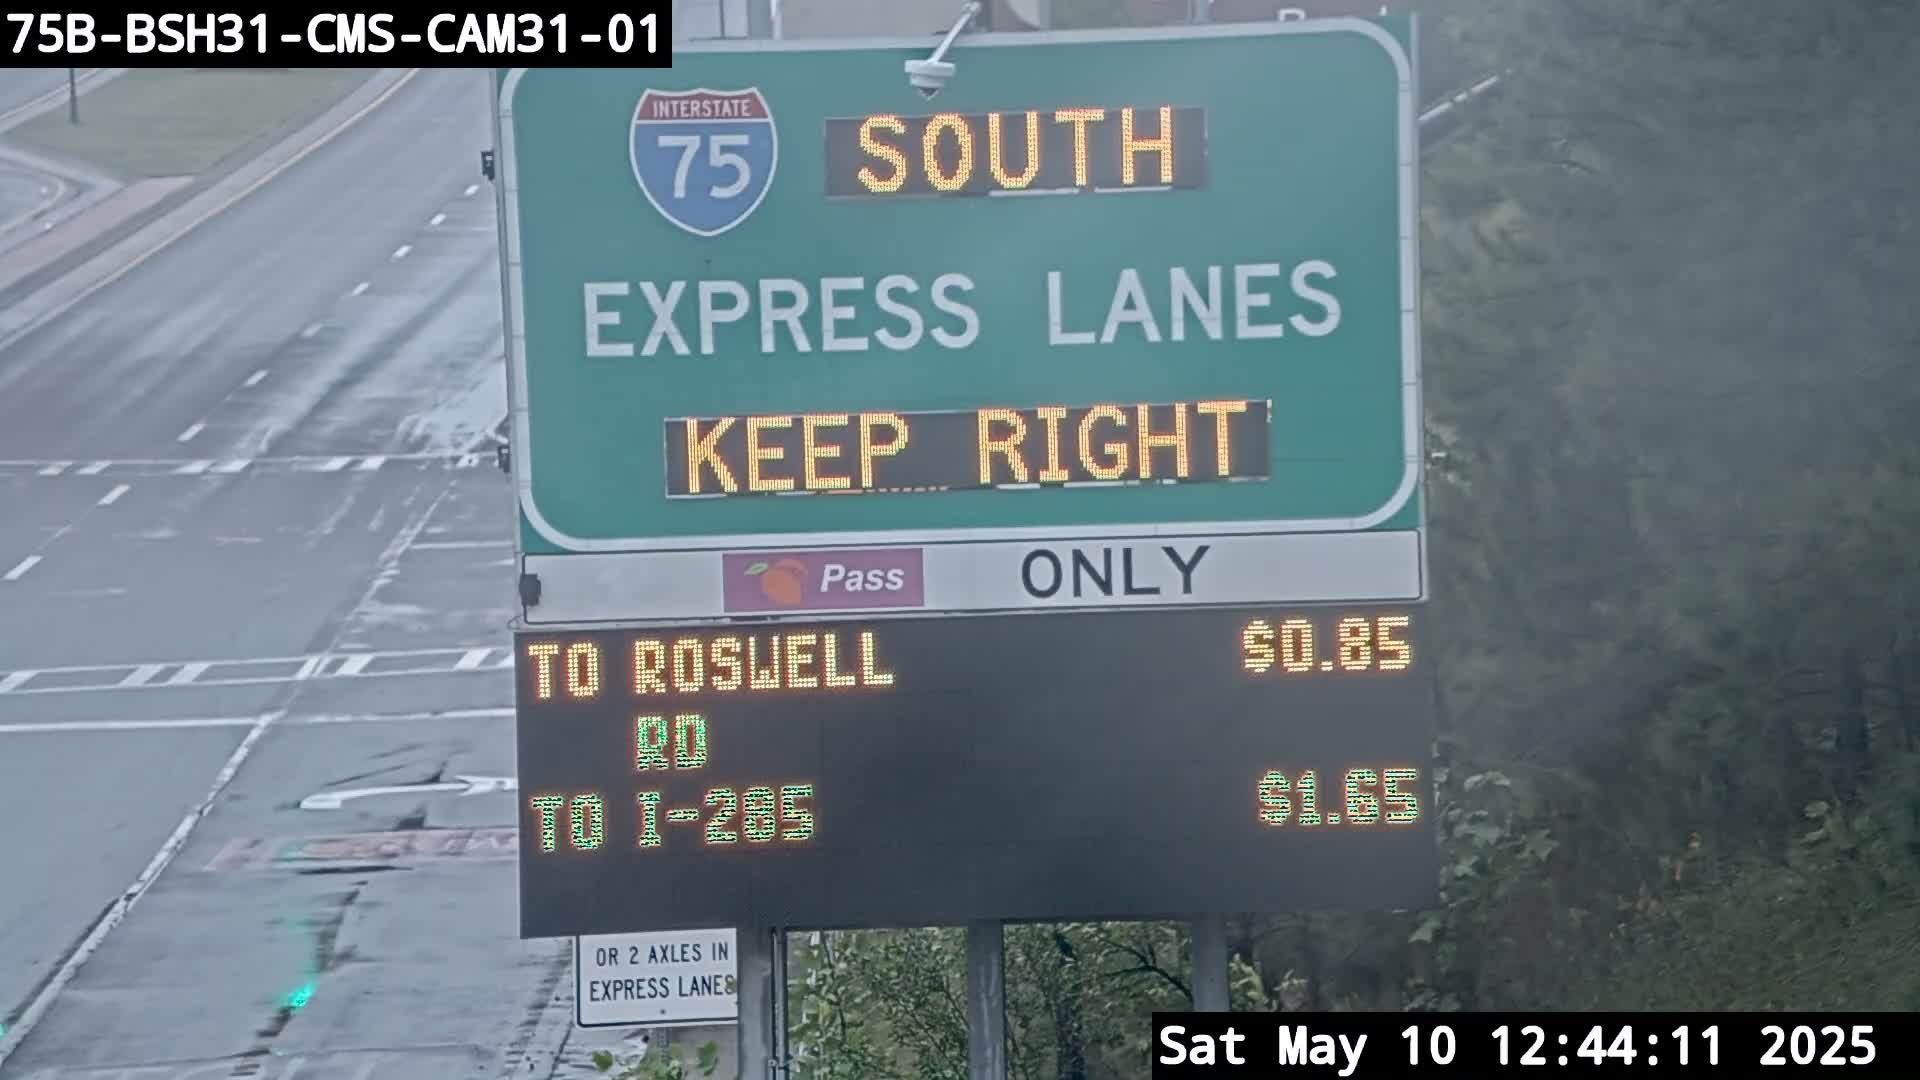 75B-BSH31-CMS-CAM31-01
INTERSTATE
75
SOUTH
EXPRESS LANES
KEEP RIGHT
Pass ONLY
TO ROSWELL $0.85
RD
TO I-285 $1.65
OR 2 AXLES IN
EXPRESS LANES
Sat May 10 12:44:11 2025